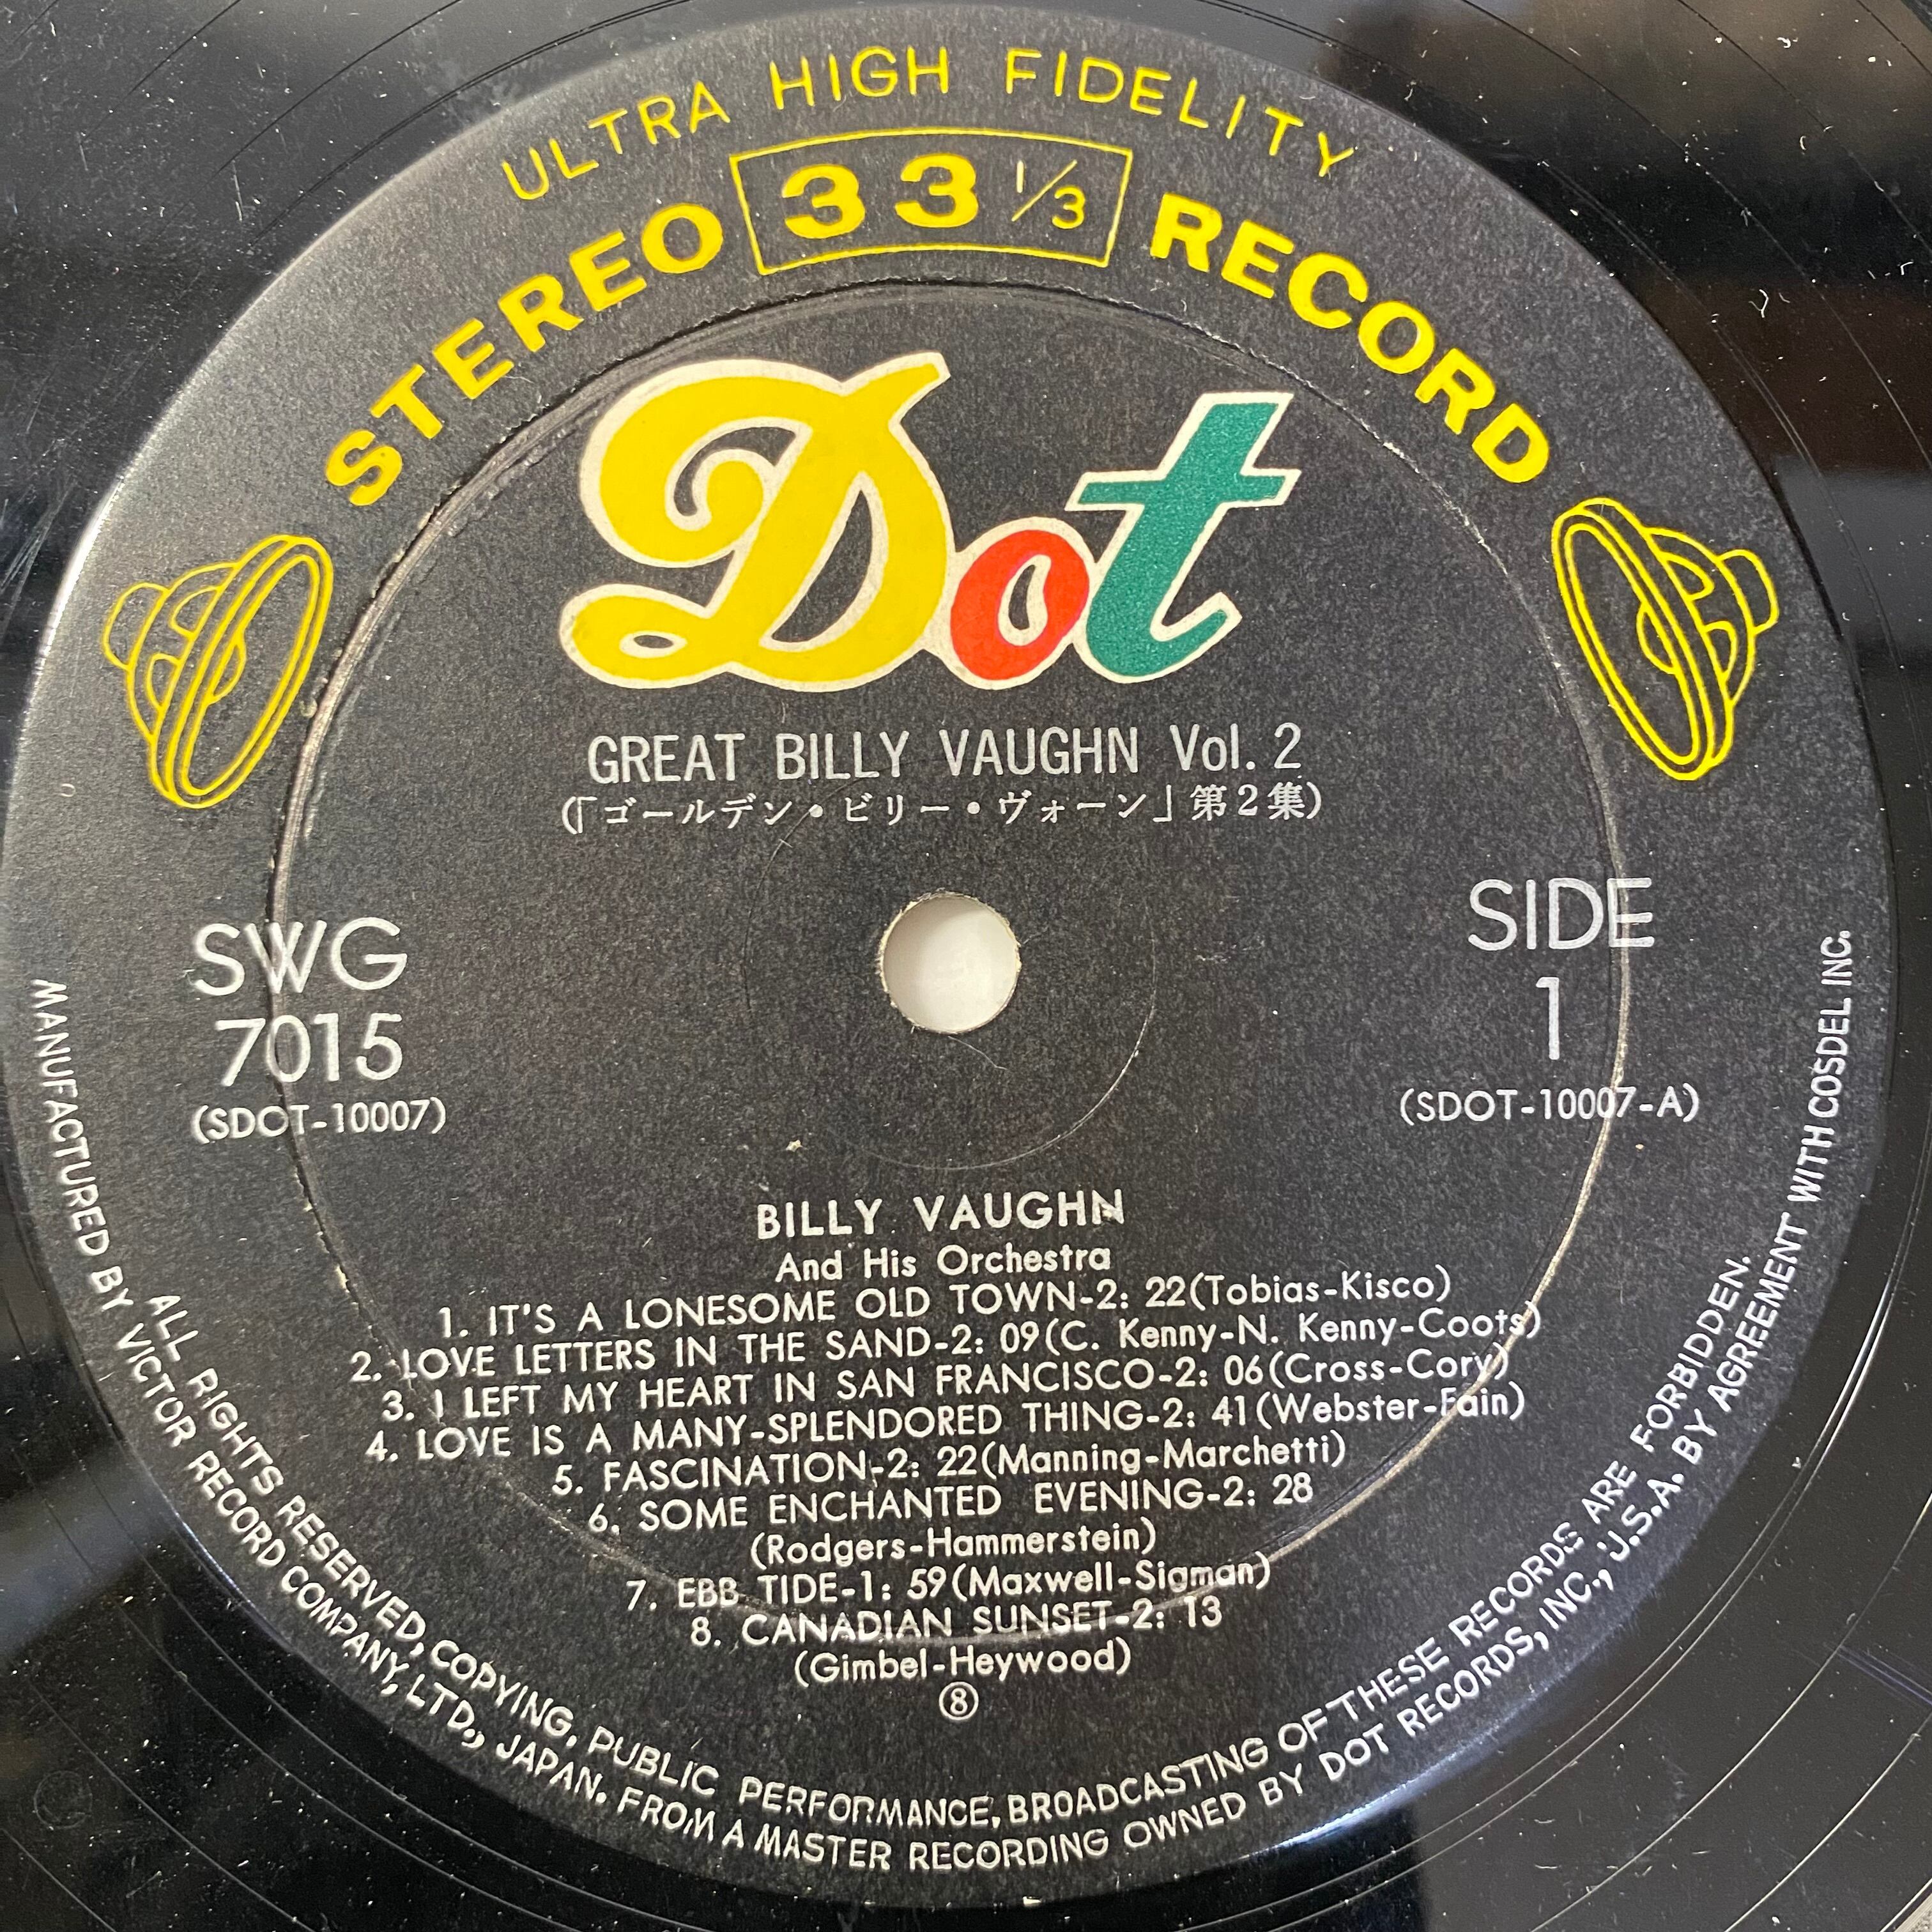 ULTRA HIGH FIDELITY
STEREO 33 1/3 RECORD
Dot
GREAT BILLY VAUGHN Vol. 2
(「ゴールデン・ビリー・ヴォーン」第2集)
SWG
7015
(SDOT-10007)
SIDE
1
(SDOT-10007-A)
BILLY VAUGHN
And His Orchestra
1. IT'S A LONESOME OLD TOWN-2: 22(Tobias-Kisco)
2. LOVE LETTERS IN THE SAND-2: 09(C. Kenny-N. Kenny-Coots)
3. I LEFT MY HEART IN SAN FRANCISCO-2: 06(Cross-Cory)
4. LOVE IS A MANY-SPLENDORED THING-2: 41(Webster-Fain)
5. FASCINATION-2: 22(Manning-Marchetti)
6. SOME ENCHANTED EVENING-2: 28
(Rodgers-Hammerstein)
7. EBB TIDE-1: 59(Maxwell-Sigman)
8. CANADIAN SUNSET-2: 13
(Gimbel-Heywood)
⑧
ALL RIGHTS RESERVED, COPYING, PUBLIC PERFORMANCE, BROADCASTING OF THESE RECORDS ARE FORBIDDEN.
MANUFACTURED BY VICTOR RECORD COMPANY, LTD., JAPAN. FROM A MASTER RECORDING OWNED BY DOT RECORDS, INC., U.S.A. BY AGREEMENT WITH COSDEL INC.